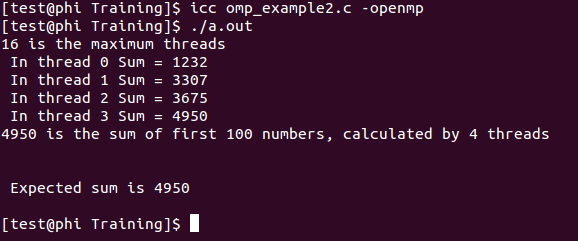 [test@phi Training]$ icc omp_example2.c -openmp
[test@phi Training]$ ./a.out
16 is the maximum threads
 In thread 0 Sum = 1232
 In thread 1 Sum = 3307
 In thread 2 Sum = 3675
 In thread 3 Sum = 4950
4950 is the sum of first 100 numbers, calculated by 4 threads
 Expected sum is 4950
[test@phi Training]$